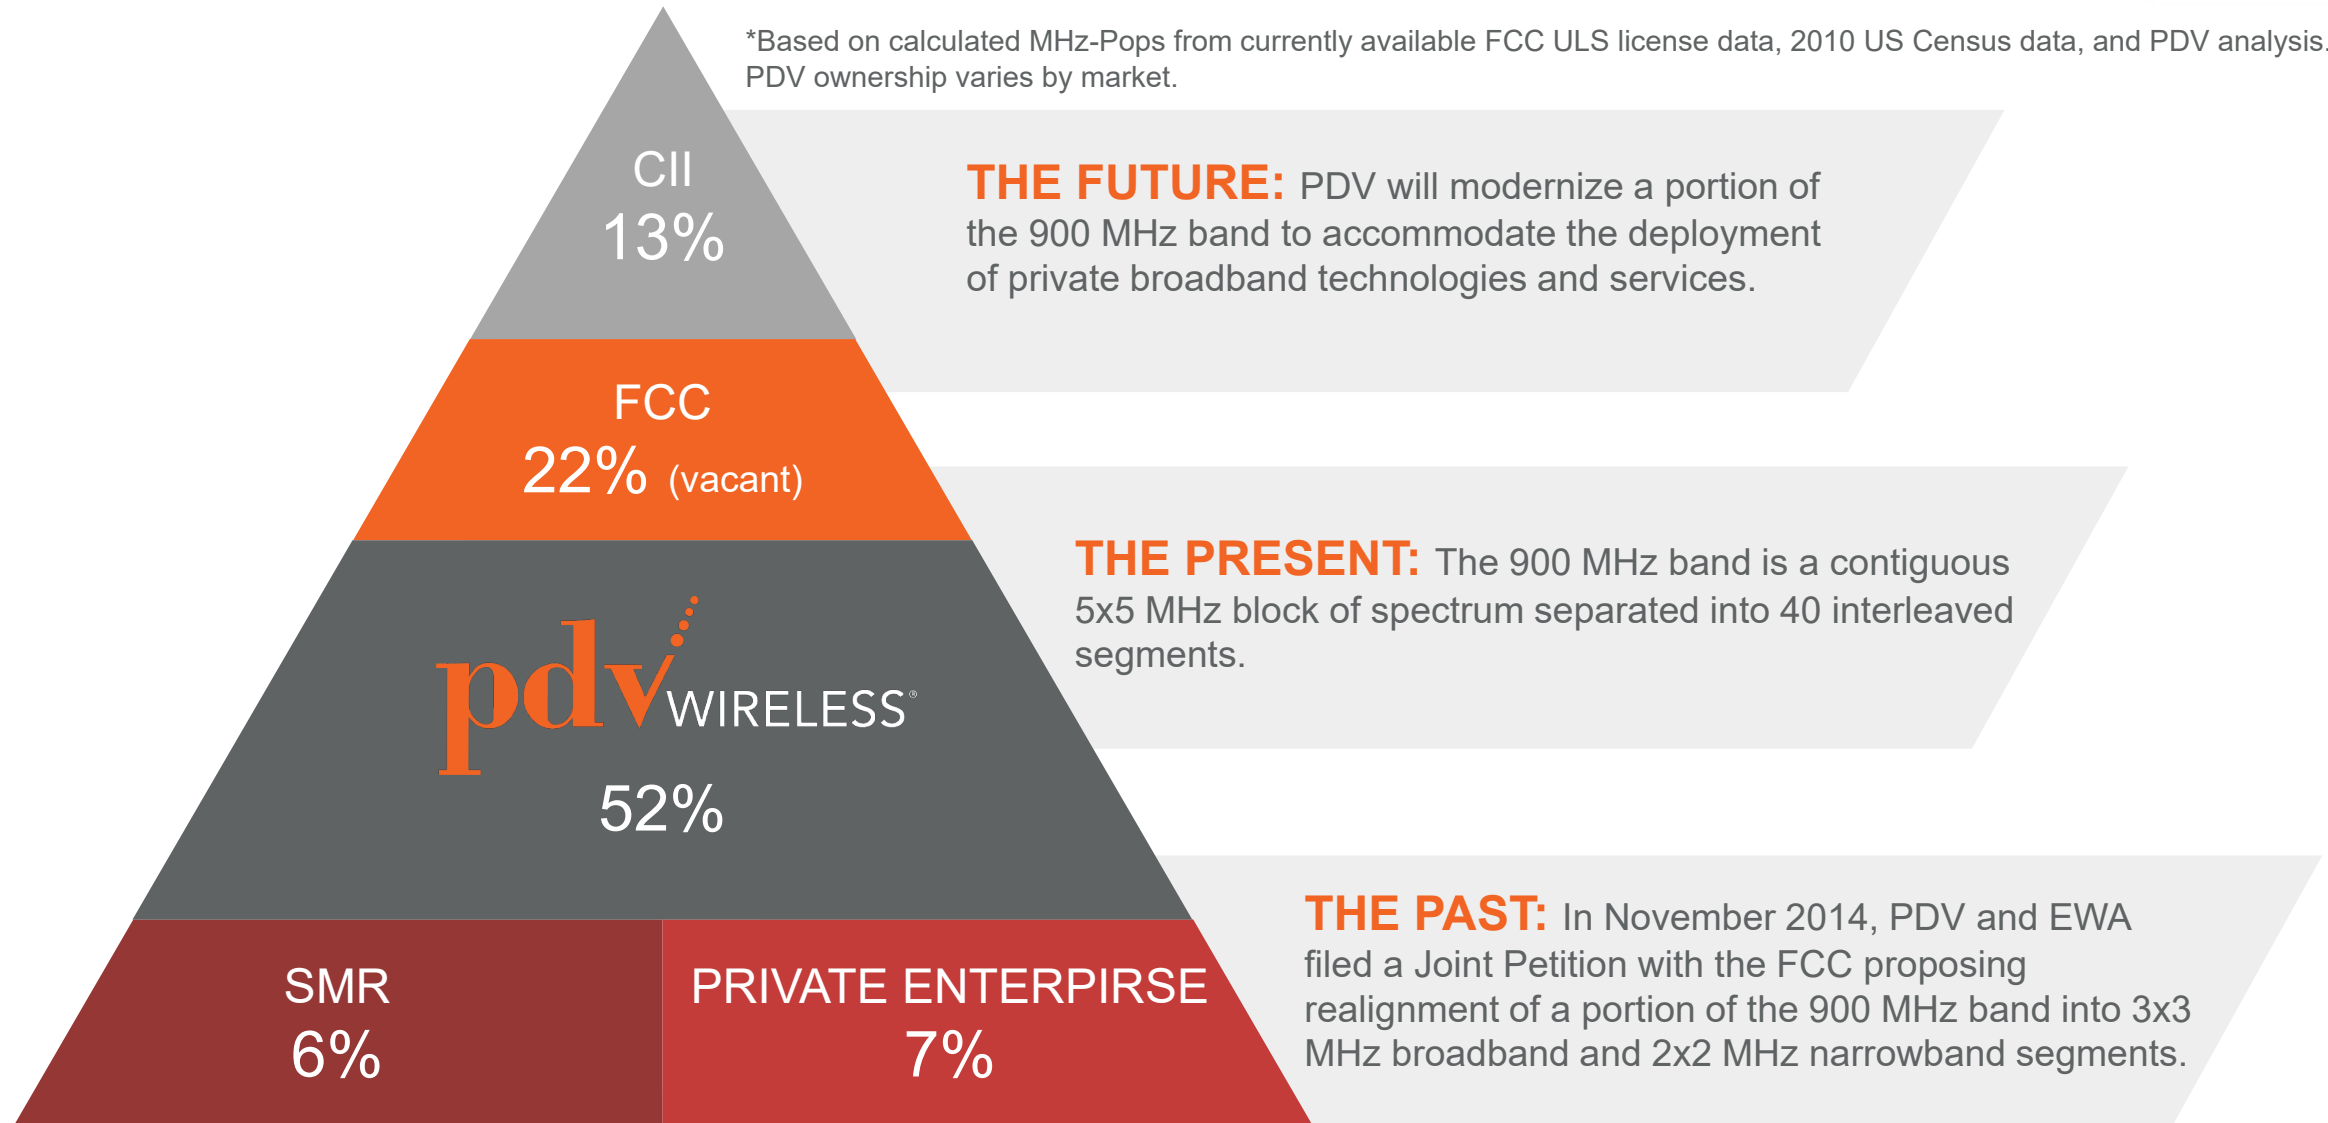 *Based on calculated MHz-Pops from currently available FCC ULS license data, 2010 US Census data, and PDV analysis.
PDV ownership varies by market.
CII
13%
THE FUTURE: PDV will modernize a portion of
the 900 MHz band to accommodate the deployment
of private broadband technologies and services.
FCC
22% (vacant)
THE PRESENT: The 900 MHz band is a contiguous
5x5 MHz block of spectrum separated into 40 interleaved
segments.
pdv WIRELESS®
52%
THE PAST: In November 2014, PDV and EWA
filed a Joint Petition with the FCC proposing
realignment of a portion of the 900 MHz band into 3x3
MHz broadband and 2x2 MHz narrowband segments.
SMR
6%
PRIVATE ENTERPIRSE
7%